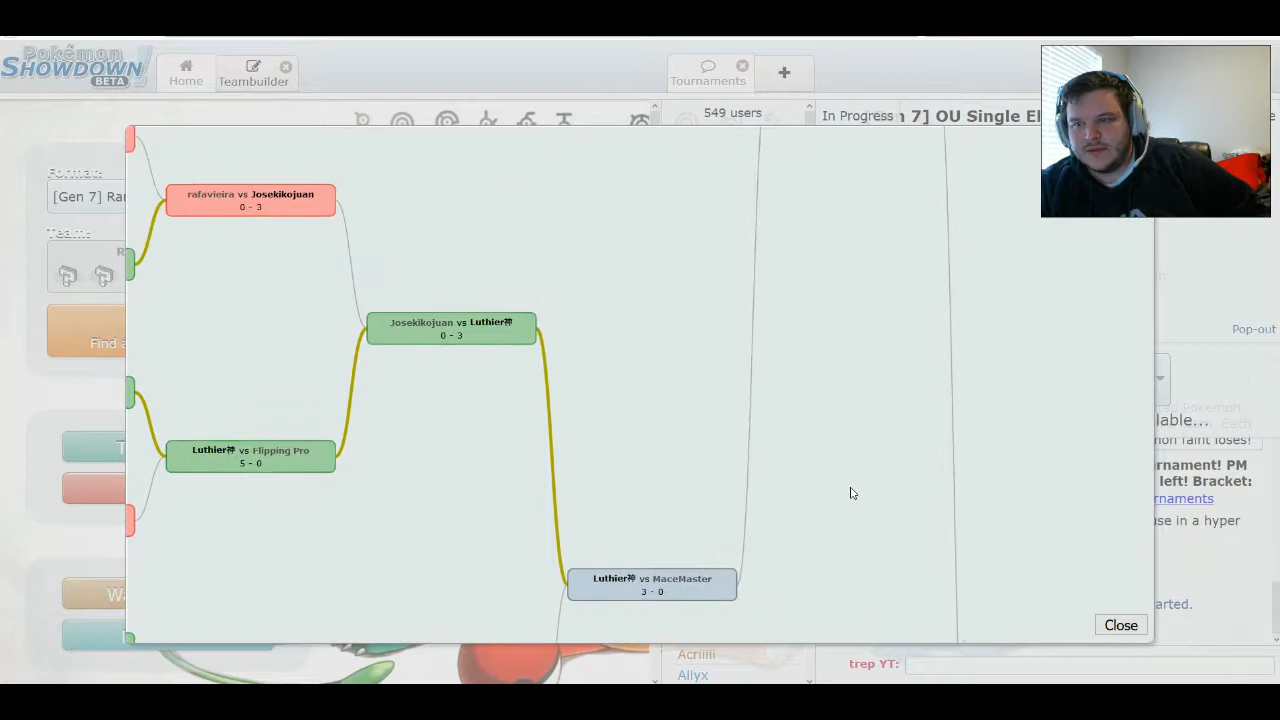 Pokémon
SHOWDOWN!
BETA
Home
Teambuilder
Tournaments
549 users
In Progress
n 7] OU Single El
Format:
[Gen 7] Ra
Team:
R
Find a
rafavieira vs Josekikojuan
0 - 3
Josekikojuan vs Luthier神
0 - 3
Luthier神 vs Flipping Pro
5 - 0
Luthier神 vs MaceMaster
3 - 0
Pop-out
lable...
non faint loses!
rnament! PM
left! Bracket:
rnaments
use in a hyper
arted.
Close
Wa
Acriiiii
Allyx
trep YT: